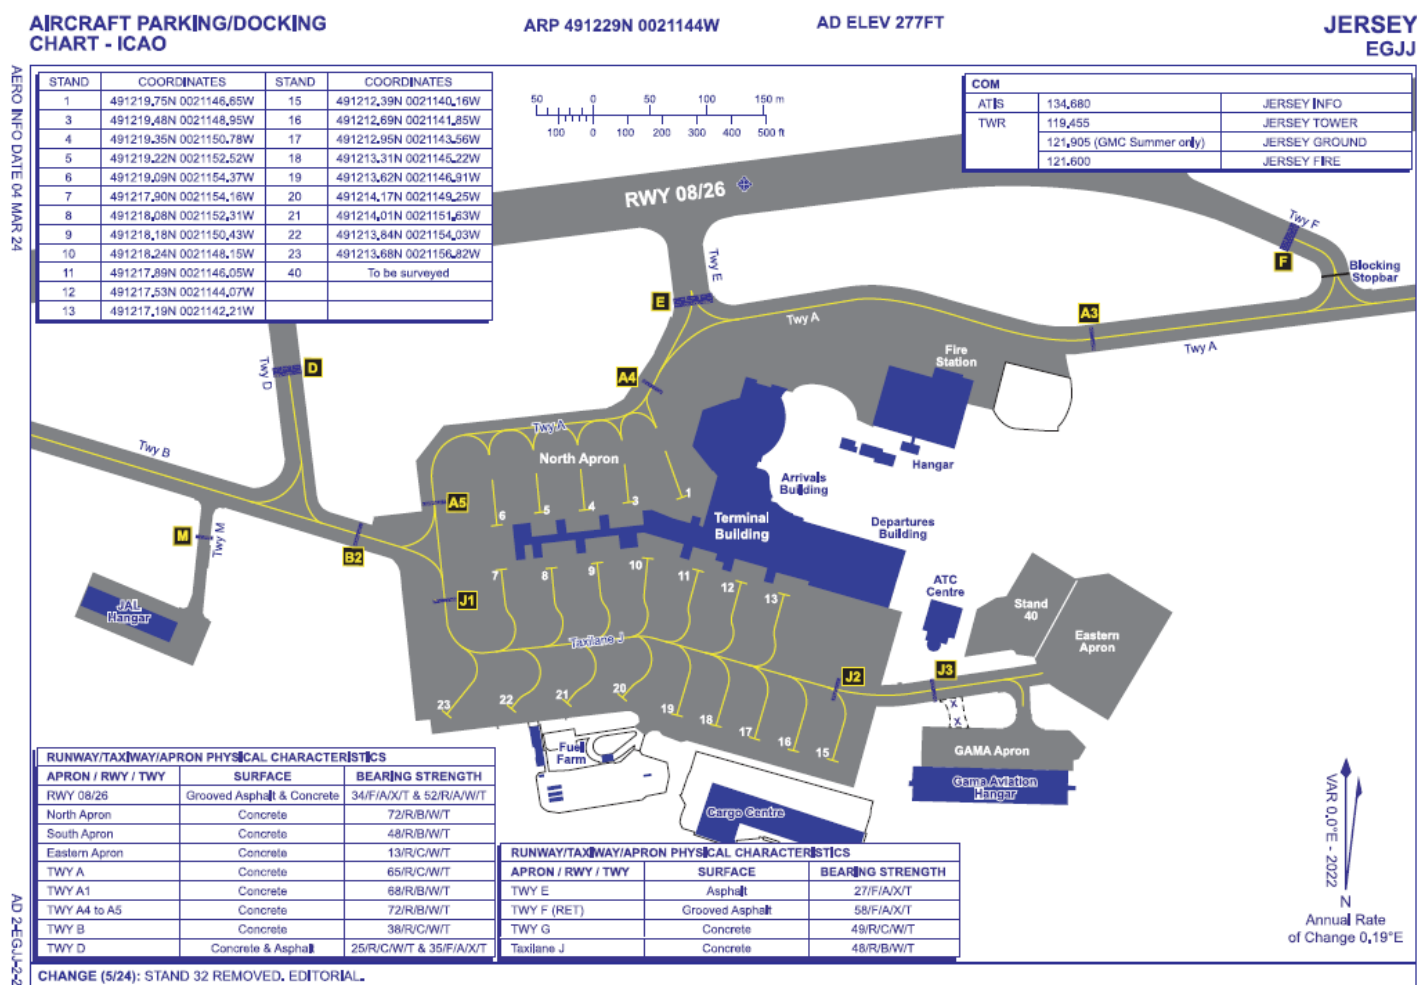 AIRCRAFT PARKING/DOCKING
CHART - ICAO
ARP 491229N 0021144W
AD ELEV 277FT
JERSEY
EGJJ
AERO INFO DATE 04 MAR 24
STAND COORDINATES STAND COORDINATES
1 491219.75N 0021146.65W 15 491212.39N 0021140.16W
3 491219.48N 0021148.95W 16 491212.69N 0021141.85W
4 491219.35N 0021150.78W 17 491212.95N 0021143.56W
5 491219.22N 0021152.52W 18 491213.31N 0021145.22W
6 491219.09N 0021154.37W 19 491213.62N 0021146.91W
7 491217.90N 0021154.16W 20 491214.17N 0021149.25W
8 491218.08N 0021152.31W 21 491214.01N 0021151.63W
9 491218.18N 0021150.43W 22 491213.84N 0021154.03W
10 491218.24N 0021148.15W 23 491213.68N 0021156.82W
11 491217.89N 0021146.05W 40 To be surveyed
12 491217.53N 0021144.07W
13 491217.19N 0021142.21W
50 0 50 100 150 m
100 0 100 200 300 400 500 ft
COM
ATIS 134.680 JERSEY INFO
TWR 119.455 JERSEY TOWER
121.905 (GMC Summer only) JERSEY GROUND
121.600 JERSEY FIRE
RWY 08/26
Twy F
F
Blocking
Stopbar
Twy E
E
Twy A
A3
Twy A
Fire
Station
Twy D
D
A4
Twy A
Twy B
North Apron
Hangar
Arrivals
Building
A5
6
5
4
3
1
Terminal
Building
Departures
Building
M
Twy M
B2
7
8
9
10
11
12
13
J1
JAL
Hangar
ATC
Centre
Stand
40
Eastern
Apron
Taxilane J
J2
J3
23
22
21
20
19
18
17
16
15
X
X
Fuel
Farm
GAMA Apron
Gama Aviation
Hangar
Cargo Centre
RUNWAY/TAXIWAY/APRON PHYSICAL CHARACTERISTICS
APRON / RWY / TWY SURFACE BEARING STRENGTH
RWY 08/26 Grooved Asphalt & Concrete 34/F/A/X/T & 52/R/A/W/T
North Apron Concrete 72/R/B/W/T
South Apron Concrete 48/R/B/W/T
Eastern Apron Concrete 13/R/C/W/T
TWY A Concrete 65/R/C/W/T
TWY A1 Concrete 68/R/B/W/T
TWY A4 to A5 Concrete 72/R/B/W/T
TWY B Concrete 38/R/C/W/T
TWY D Concrete & Asphalt 25/R/C/W/T & 35/F/A/X/T
RUNWAY/TAXIWAY/APRON PHYSICAL CHARACTERISTICS
APRON / RWY / TWY SURFACE BEARING STRENGTH
TWY E Asphalt 27/F/A/X/T
TWY F (RET) Grooved Asphalt 58/F/A/X/T
TWY G Concrete 49/R/C/W/T
Taxilane J Concrete 48/R/B/W/T
VAR 0.0°E - 2022
N
Annual Rate
of Change 0.19°E
AD 2-EGJJ-2-2
CHANGE (5/24): STAND 32 REMOVED. EDITORIAL.